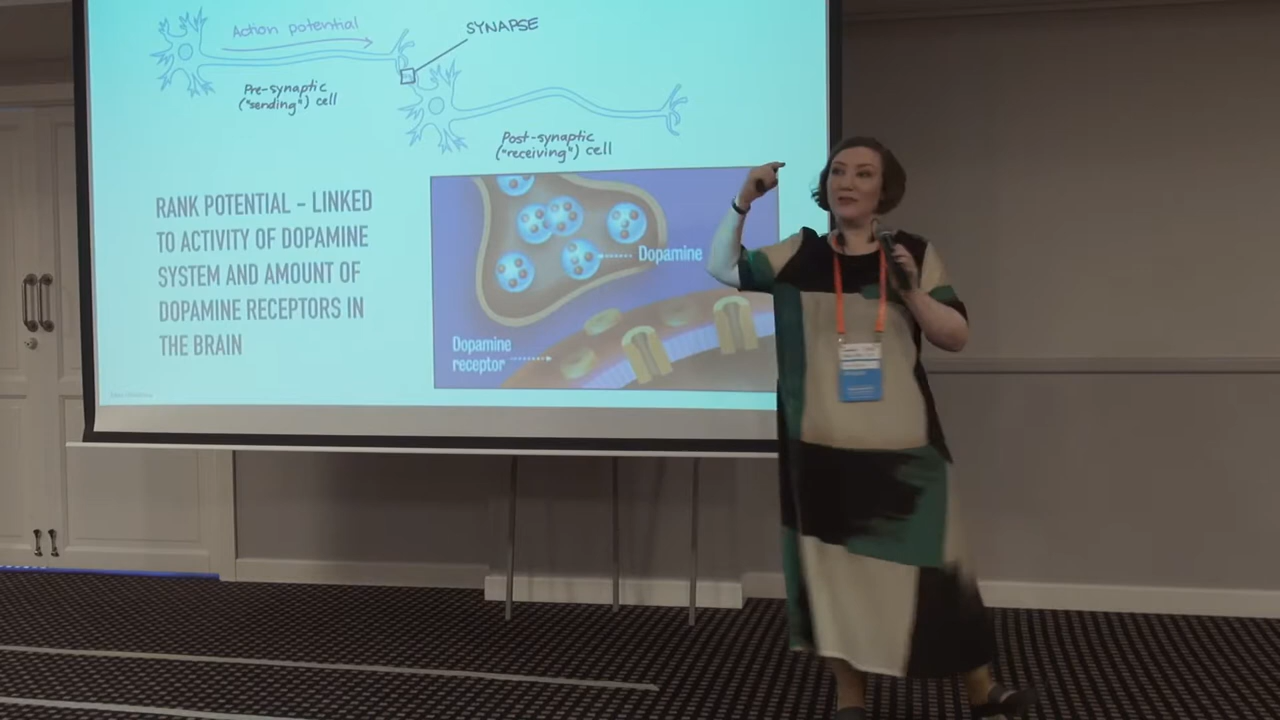 Action potential
SYNAPSE
Pre-synaptic
("sending") cell
Post-synaptic
("receiving") cell
RANK POTENTIAL - LINKED
TO ACTIVITY OF DOPAMINE
SYSTEM AND AMOUNT OF
DOPAMINE RECEPTORS IN
THE BRAIN
Dopamine
Dopamine
receptor